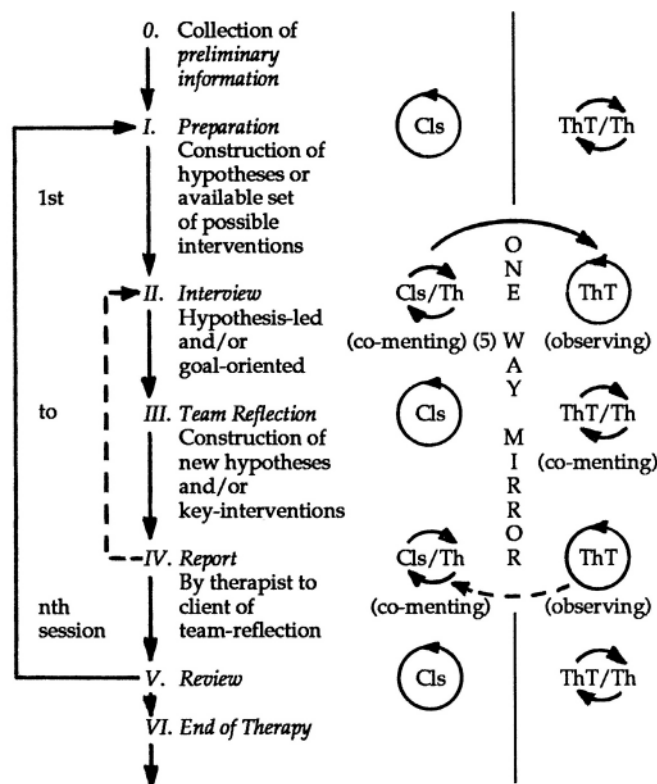 0. Collection of
preliminary
information
I. Preparation
Construction of
hypotheses or
available set
of possible
interventions
1st
II. Interview
Hypothesis-led
and/or
goal-oriented
to
III. Team Reflection
Construction of
new hypotheses
and/or
key-interventions
IV. Report
By therapist to
client of
team-reflection
nth
session
V. Review
VI. End of Therapy
Cls
ThT/Th
Cls/Th
ThT
(co-menting) (5)
(observing)
Cls
ThT/Th
(co-menting)
Cls/Th
ThT
(co-menting)
(observing)
Cls
ThT/Th
ONE WAY MIRROR